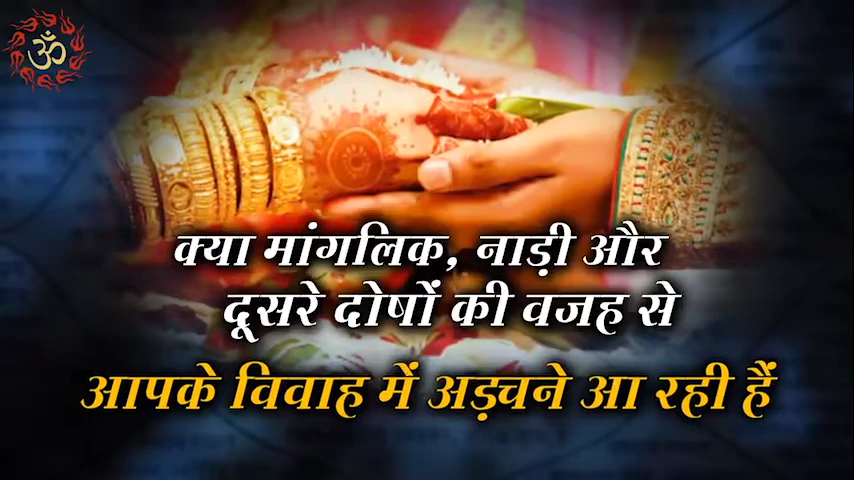 ॐ
क्या मांगलिक, नाड़ी और
दूसरे दोषों की वजह से
आपके विवाह में अड़चने आ रही हैं